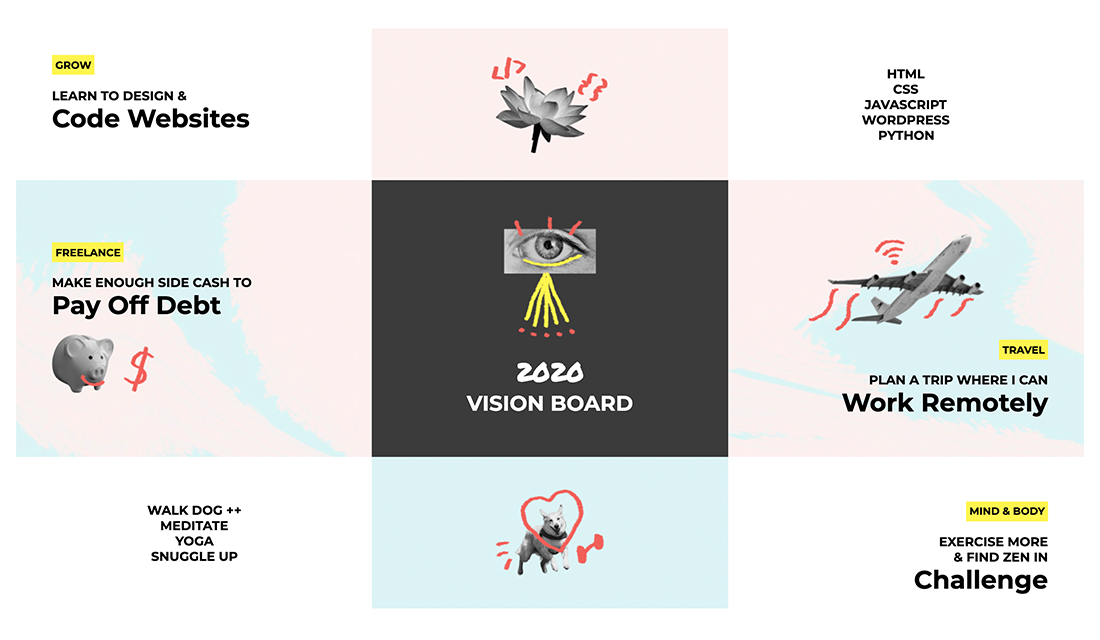 GROW
LEARN TO DESIGN &
Code Websites
HTML
CSS
JAVASCRIPT
WORDPRESS
PYTHON
FREELANCE
MAKE ENOUGH SIDE CASH TO
Pay Off Debt
$
2020
VISION BOARD
TRAVEL
PLAN A TRIP WHERE I CAN
Work Remotely
WALK DOG ++
MEDITATE
YOGA
SNUGGLE UP
MIND & BODY
EXERCISE MORE
& FIND ZEN IN
Challenge